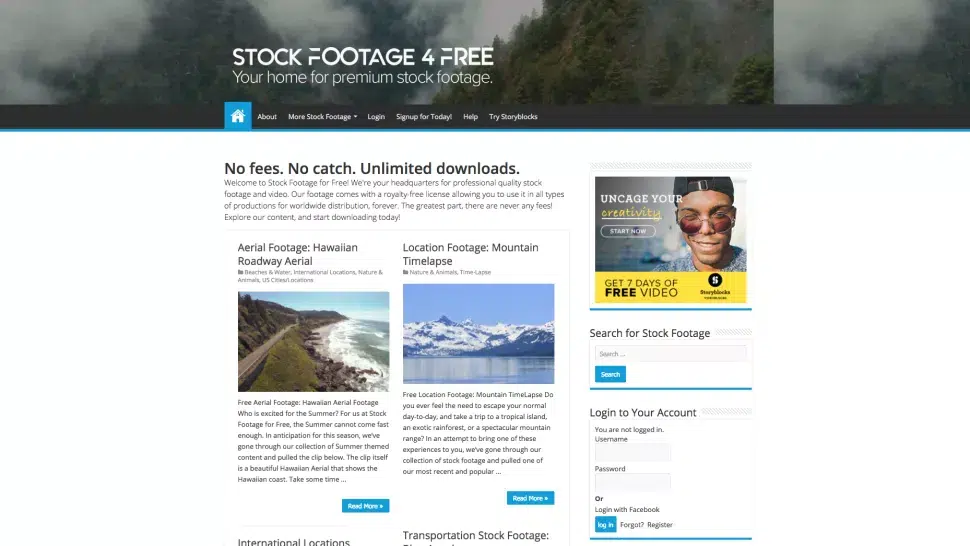 STOCK FOOTAGE 4 FREE
Your home for premium stock footage.
About More Stock Footage Login Signup for Today! Help Try Storyblocks
No fees. No catch. Unlimited downloads.
Welcome to Stock Footage for Free! We're your headquarters for professional quality stock
footage and video. Our footage comes with a royalty-free license allowing you to use it in all types
of productions for worldwide distribution, forever. The greatest part, there are never any fees!
Explore our content, and start downloading today!
Aerial Footage: Hawaiian
Roadway Aerial
Beaches & Water, International Locations, Nature &
Animals, US Cities/Locations
Free Aerial Footage: Hawaiian Aerial Footage
Who is excited for the Summer? For us at Stock
Footage for Free, the Summer cannot come fast
enough. In anticipation for this season, we've
gone through our collection of Summer themed
content and pulled the clip below. The clip itself
is a beautiful Hawaiian Aerial that shows the
Hawaiian coast. Take some time ...
Read More »
International Locations
Location Footage: Mountain
Timelapse
Nature & Animals, Time-Lapse
Free Location Footage: Mountain TimeLapse Do
you ever feel the need to escape your normal
day-to-day, and take a trip to a tropical island,
an exotic rainforest, or a spectacular mountain
range? In an attempt to bring one of these
experiences to you, we've gone through our
collection of stock footage and pulled one of
our most recent and popular ...
Read More »
Transportation Stock Footage:
UNCAGE YOUR
creativity
START NOW
GET 7 DAYS OF
FREE VIDEO
Storyblocks
Search for Stock Footage
Search ...
Search
Login to Your Account
You are not logged in.
Username
Password
Or
Login with Facebook
log in Forgot? Register